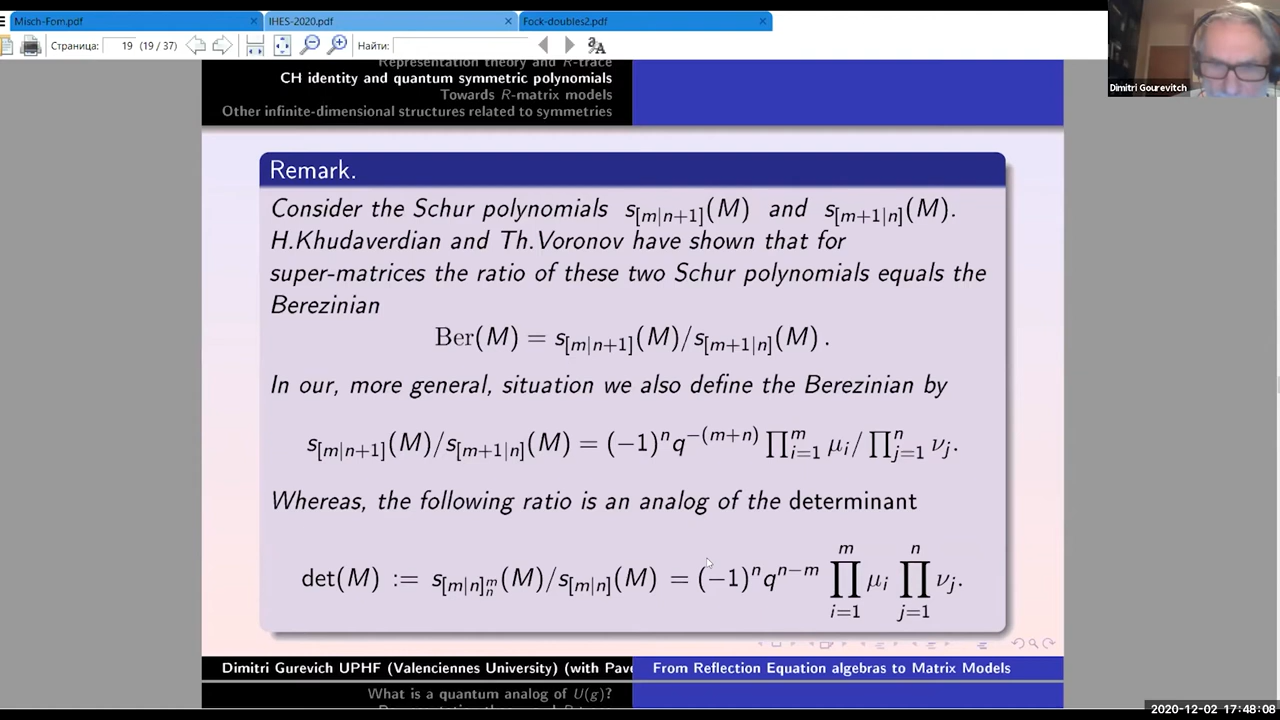 Misch-Fom.pdf × IHES-2020.pdf × Fock-doubles2.pdf ×
Страница: 19 (19 / 37) Найти:
Dimitri Gourevitch
Representation theory and R-trace
CH identity and quantum symmetric polynomials
Towards R-matrix models
Other infinite-dimensional structures related to symmetries
Remark.
Consider the Schur polynomials s_{[m|n+1]}(M) and s_{[m+1|n]}(M).
H.Khudaverdian and Th.Voronov have shown that for
super-matrices the ratio of these two Schur polynomials equals the
Berezinian
Ber(M) = s_{[m|n+1]}(M)/s_{[m+1|n]}(M) .
In our, more general, situation we also define the Berezinian by
s_{[m|n+1]}(M)/s_{[m+1|n]}(M) = (−1)^n q^{−(m+n)} ∏_{i=1}^m μ_i / ∏_{j=1}^n ν_j.
Whereas, the following ratio is an analog of the determinant
det(M) := s_{[m|n]_n^m}(M)/s_{[m|n]}(M) = (−1)^n q^{n−m} ∏_{i=1}^m μ_i ∏_{j=1}^n ν_j.
Dimitri Gurevich UPHF (Valenciennes University) (with Pave From Reflection Equation algebras to Matrix Models
What is a quantum analog of U(g)?
2020-12-02 17:48:08